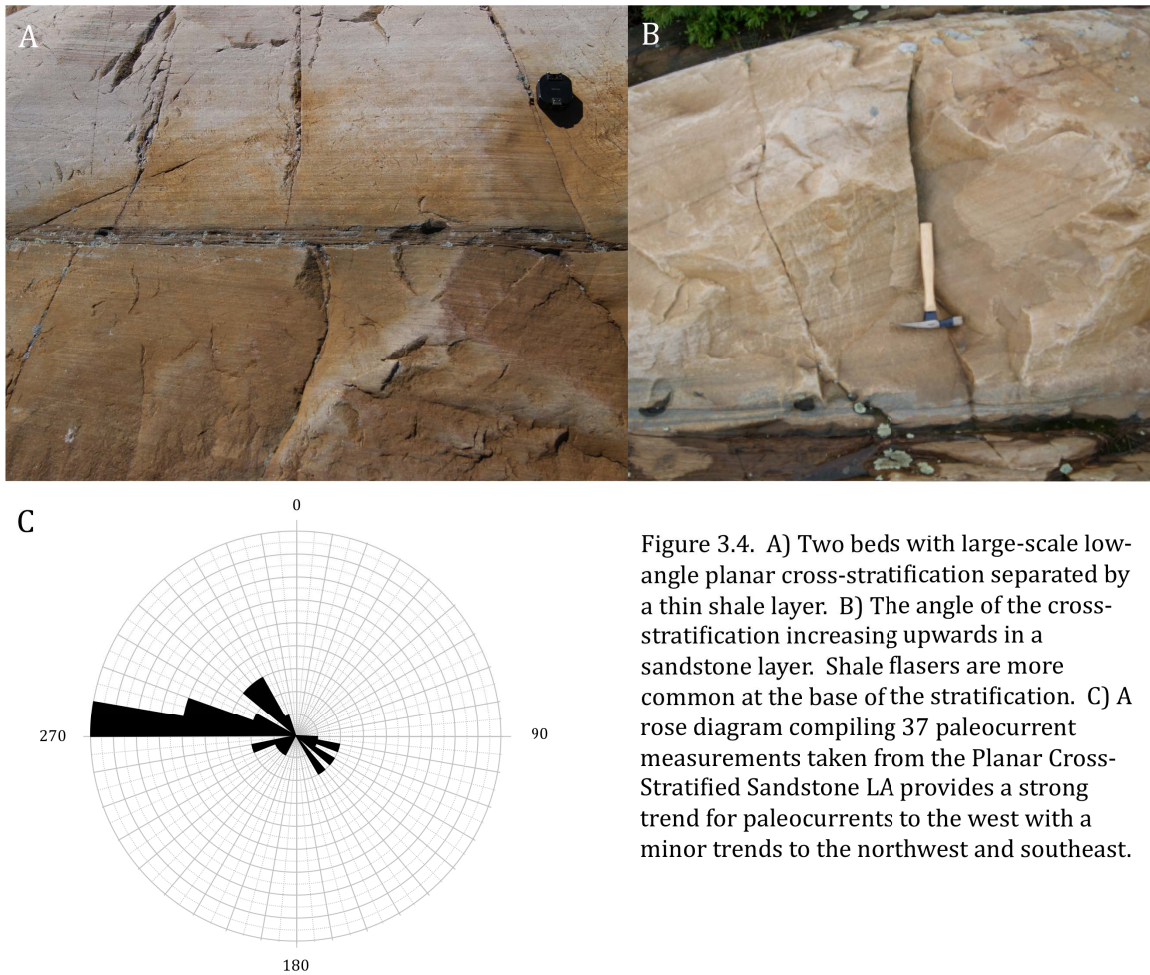 A
B
C
0
90
180
270
Figure 3.4.  A) Two beds with large-scale low-
angle planar cross-stratification separated by
a thin shale layer.  B) The angle of the cross-
stratification increasing upwards in a
sandstone layer.  Shale flasers are more
common at the base of the stratification.  C) A
rose diagram compiling 37 paleocurrent
measurements taken from the Planar Cross-
Stratified Sandstone LA provides a strong
trend for paleocurrents to the west with a
minor trends to the northwest and southeast.